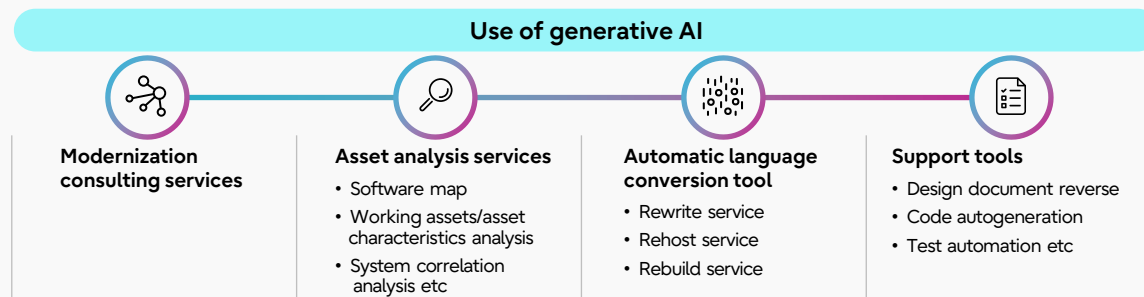 Use of generative AI
Modernization
consulting services
Asset analysis services
• Software map
• Working assets/asset
characteristics analysis
• System correlation
analysis etc
Automatic language
conversion tool
• Rewrite service
• Rehost service
• Rebuild service
Support tools
• Design document reverse
• Code autogeneration
• Test automation etc